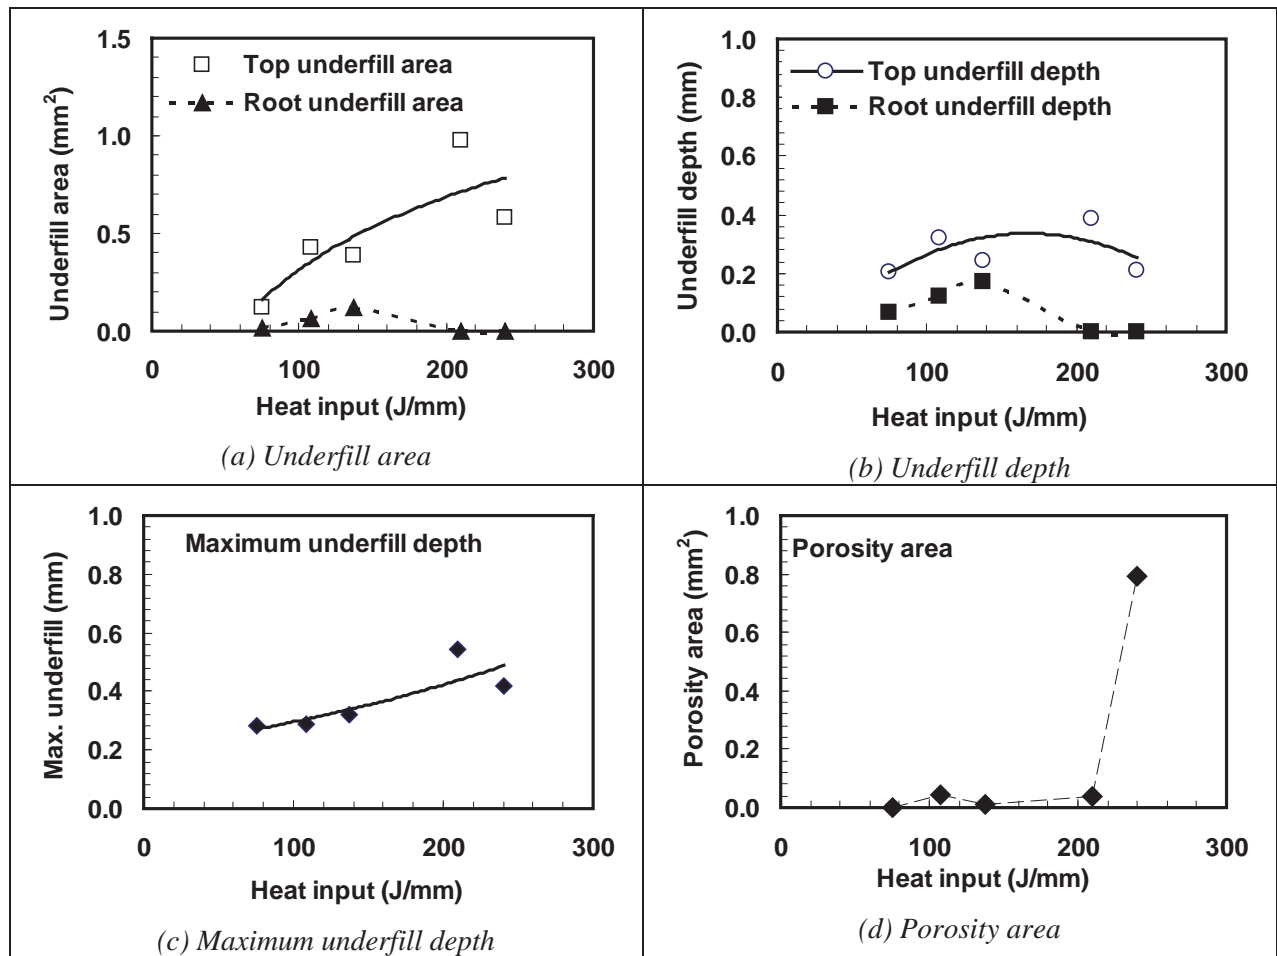 1.5
1.0
0.5
0.0
Underfill area (mm²)
Top underfill area
Root underfill area
0 100 200 300
Heat input (J/mm)
(a) Underfill area
1.0
0.8
0.6
0.4
0.2
0.0
Underfill depth (mm)
Top underfill depth
Root underfill depth
0 100 200 300
Heat input (J/mm)
(b) Underfill depth
1.0
0.8
0.6
0.4
0.2
0.0
Max. underfill (mm)
Maximum underfill depth
0 100 200 300
Heat input (J/mm)
(c) Maximum underfill depth
1.0
0.8
0.6
0.4
0.2
0.0
Porosity area (mm²)
Porosity area
0 100 200 300
Heat input (J/mm)
(d) Porosity area